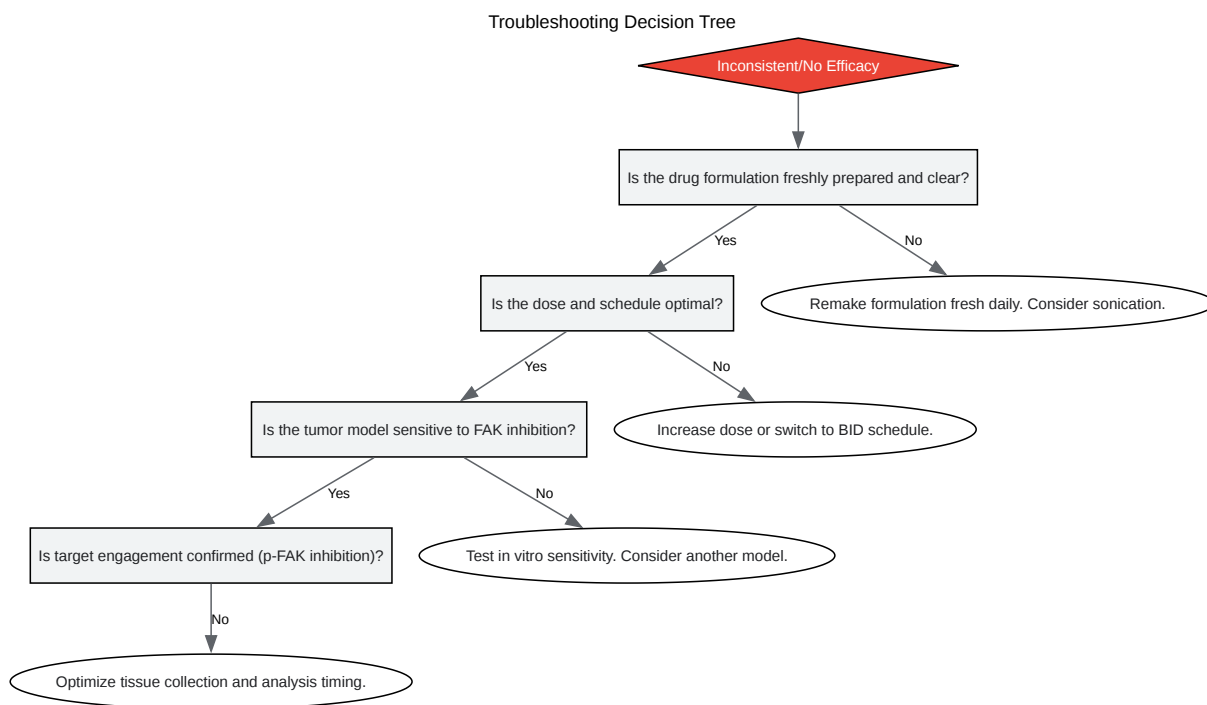 Troubleshooting Decision Tree
Inconsistent/No Efficacy
Is the drug formulation freshly prepared and clear?
Yes
No
Is the dose and schedule optimal?
Remake formulation fresh daily. Consider sonication.
Yes
No
Is the tumor model sensitive to FAK inhibition?
Increase dose or switch to BID schedule.
Yes
No
Is target engagement confirmed (p-FAK inhibition)?
Test in vitro sensitivity. Consider another model.
No
Optimize tissue collection and analysis timing.